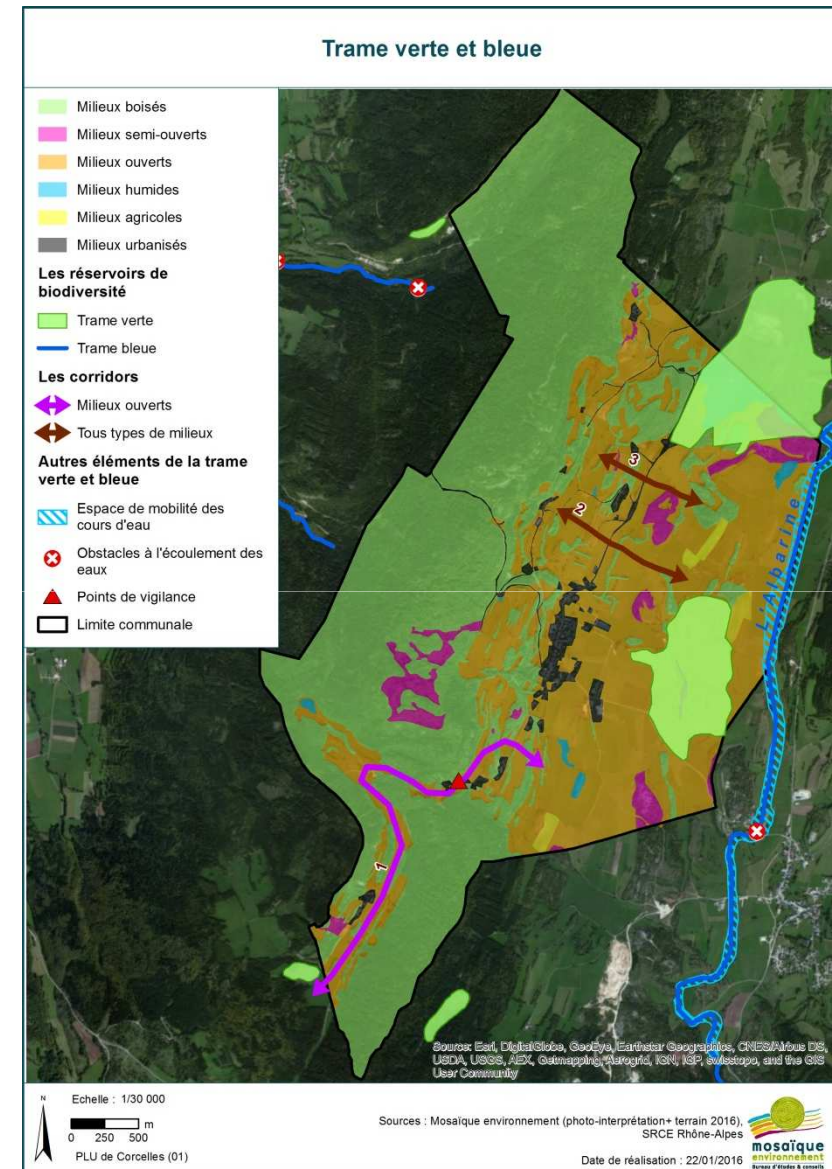 Trame verte et bleue
Milieux boisés
Milieux semi-ouverts
Milieux ouverts
Milieux humides
Milieux agricoles
Milieux urbanisés
Les réservoirs de
biodiversité
Trame verte
Trame bleue
Les corridors
Milieux ouverts
Tous types de milieux
Autres éléments de la trame
verte et bleue
Espace de mobilité des
cours d'eau
Obstacles à l'écoulement des
eaux
Points de vigilance
Limite communale
3
2
1
L'Albarine
Source: Esri, DigitalGlobe, GeoEye, Earthstar Geographics, CNES/Airbus DS,
USDA, USGS, AEX, Getmapping, Aerogrid, IGN, IGP, swisstopo, and the GIS
User Community
N
Echelle : 1/30 000
m
0 250 500
PLU de Corcelles (01)
Sources : Mosaïque environnement (photo-interprétation+ terrain 2016),
SRCE Rhône-Alpes
Date de réalisation : 22/01/2016
mosaïque
environnement
Bureau d'études & conseils